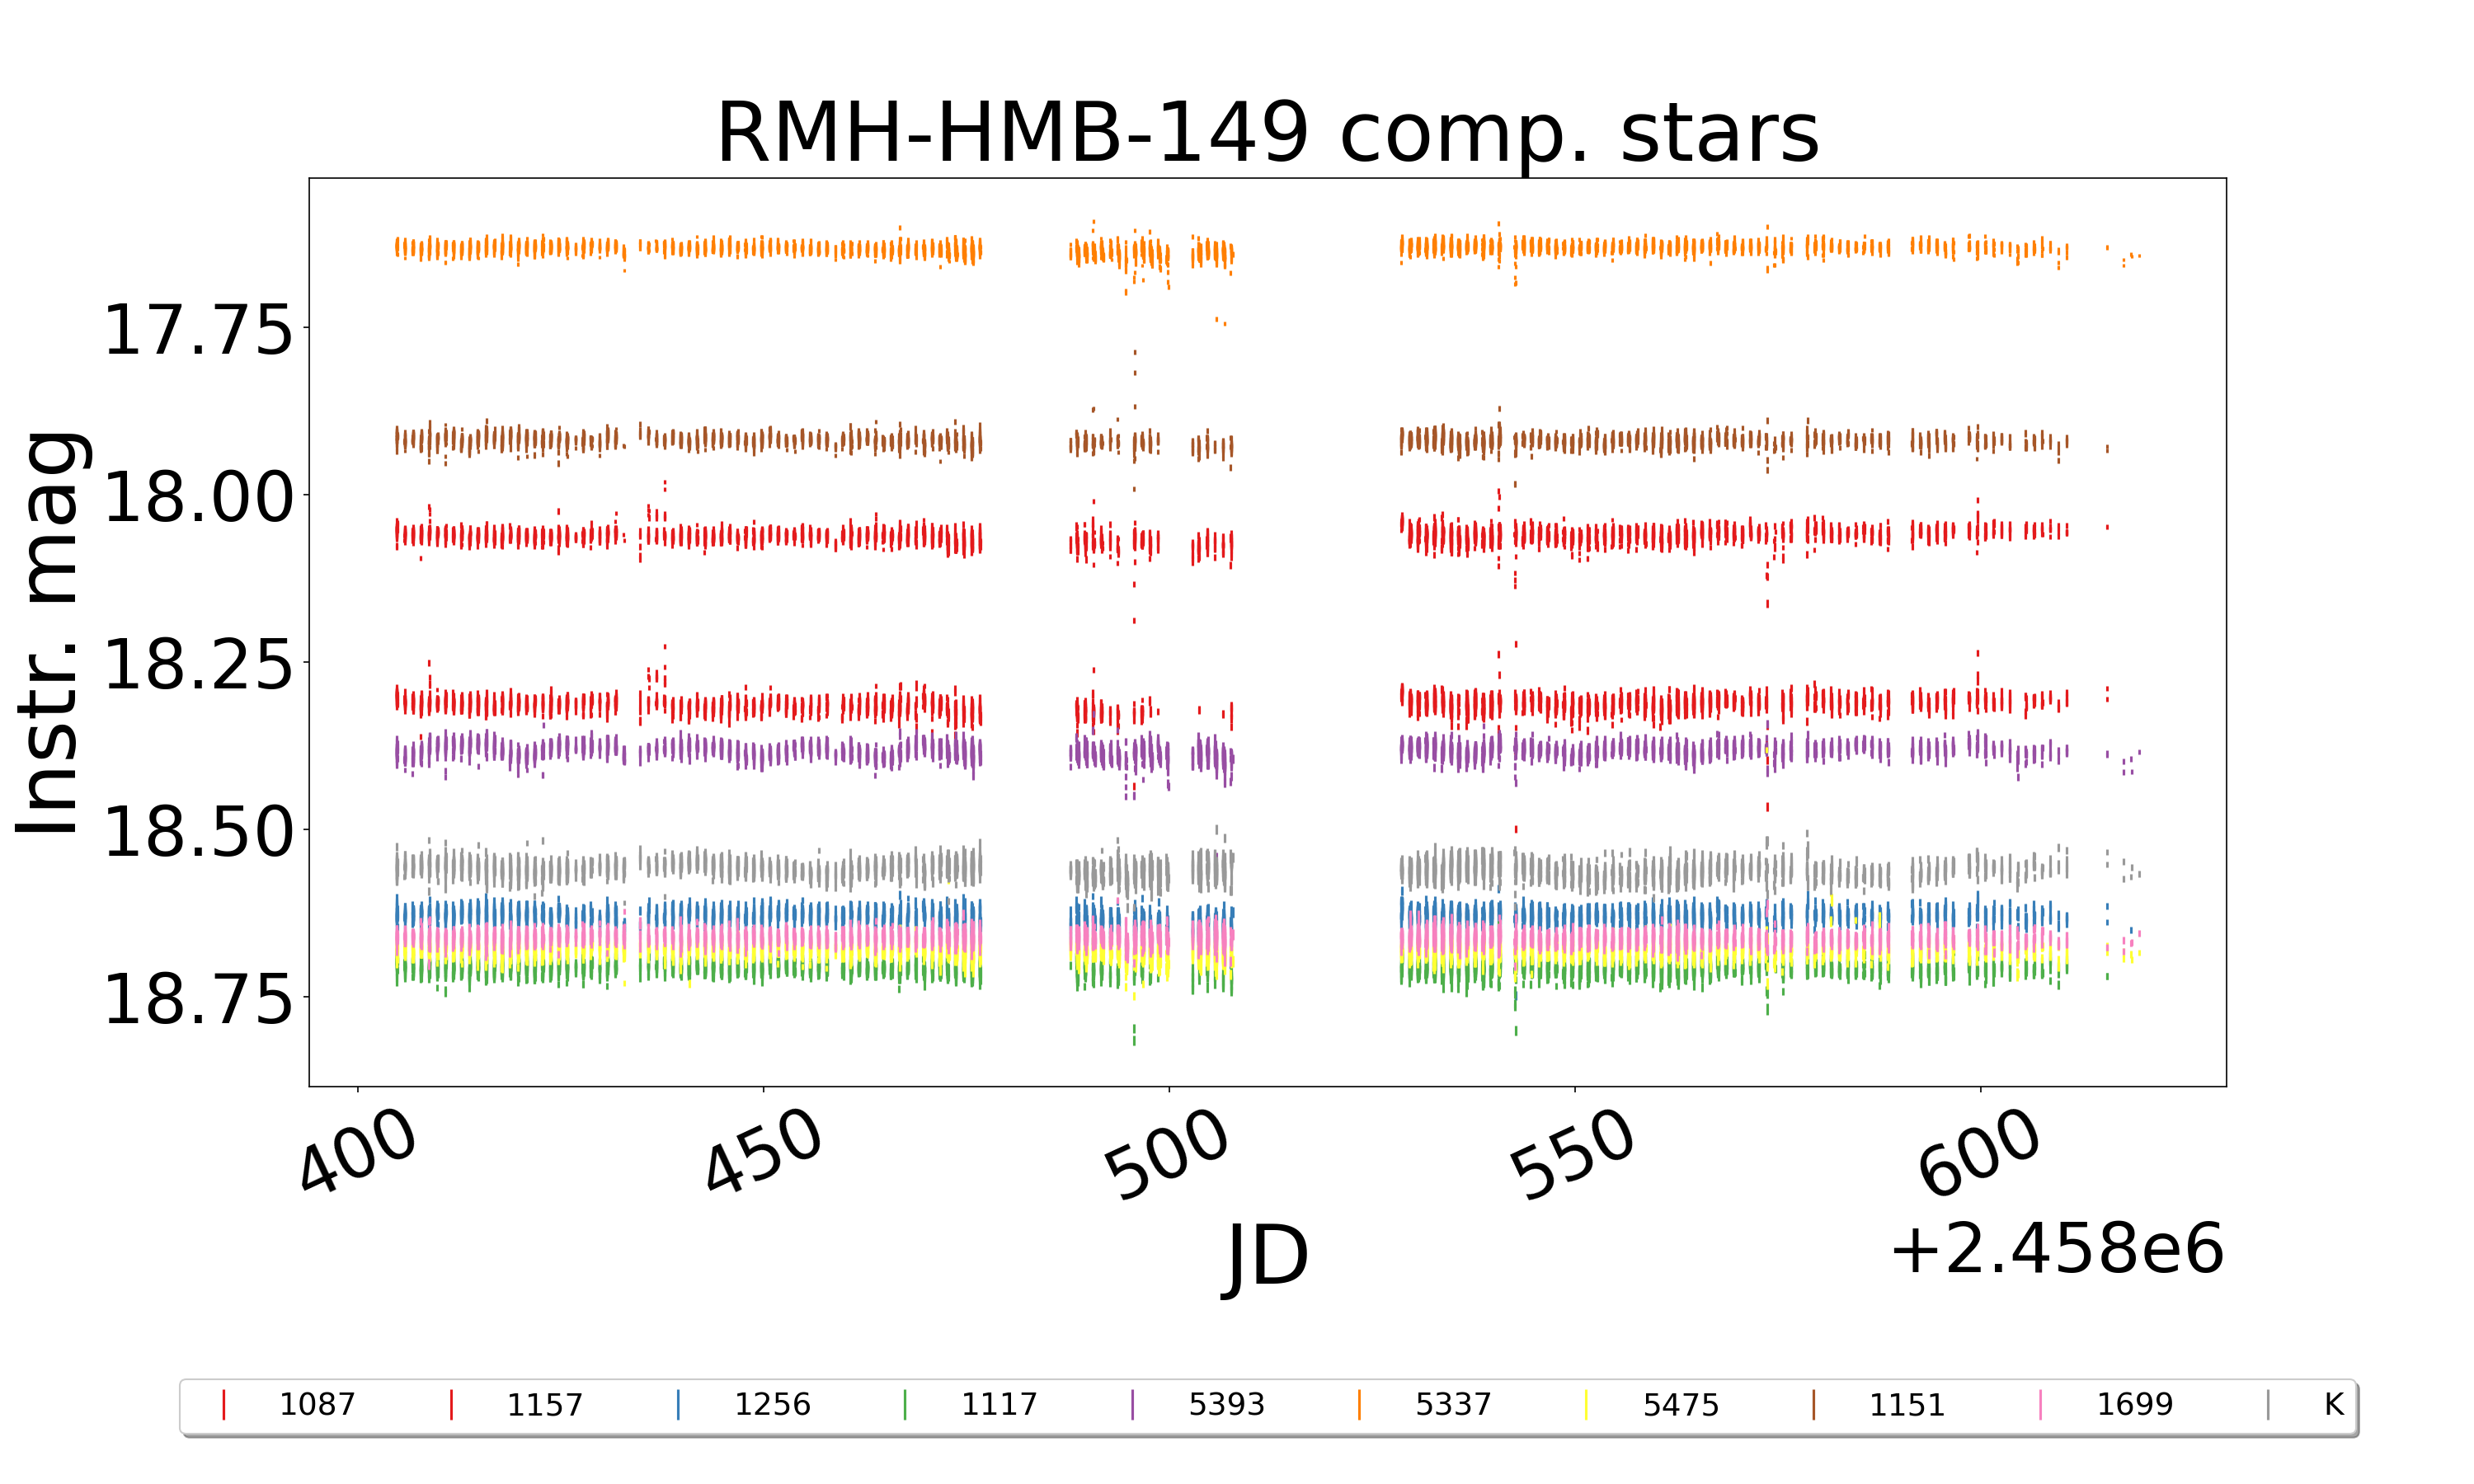 RMH-HMB-149 comp. stars
Instr. mag
17.75
18.00
18.25
18.50
18.75
400 450 500 550 600
JD
+2.458e6
1087 1157 1256 1117 5393 5337 5475 1151 1699 K